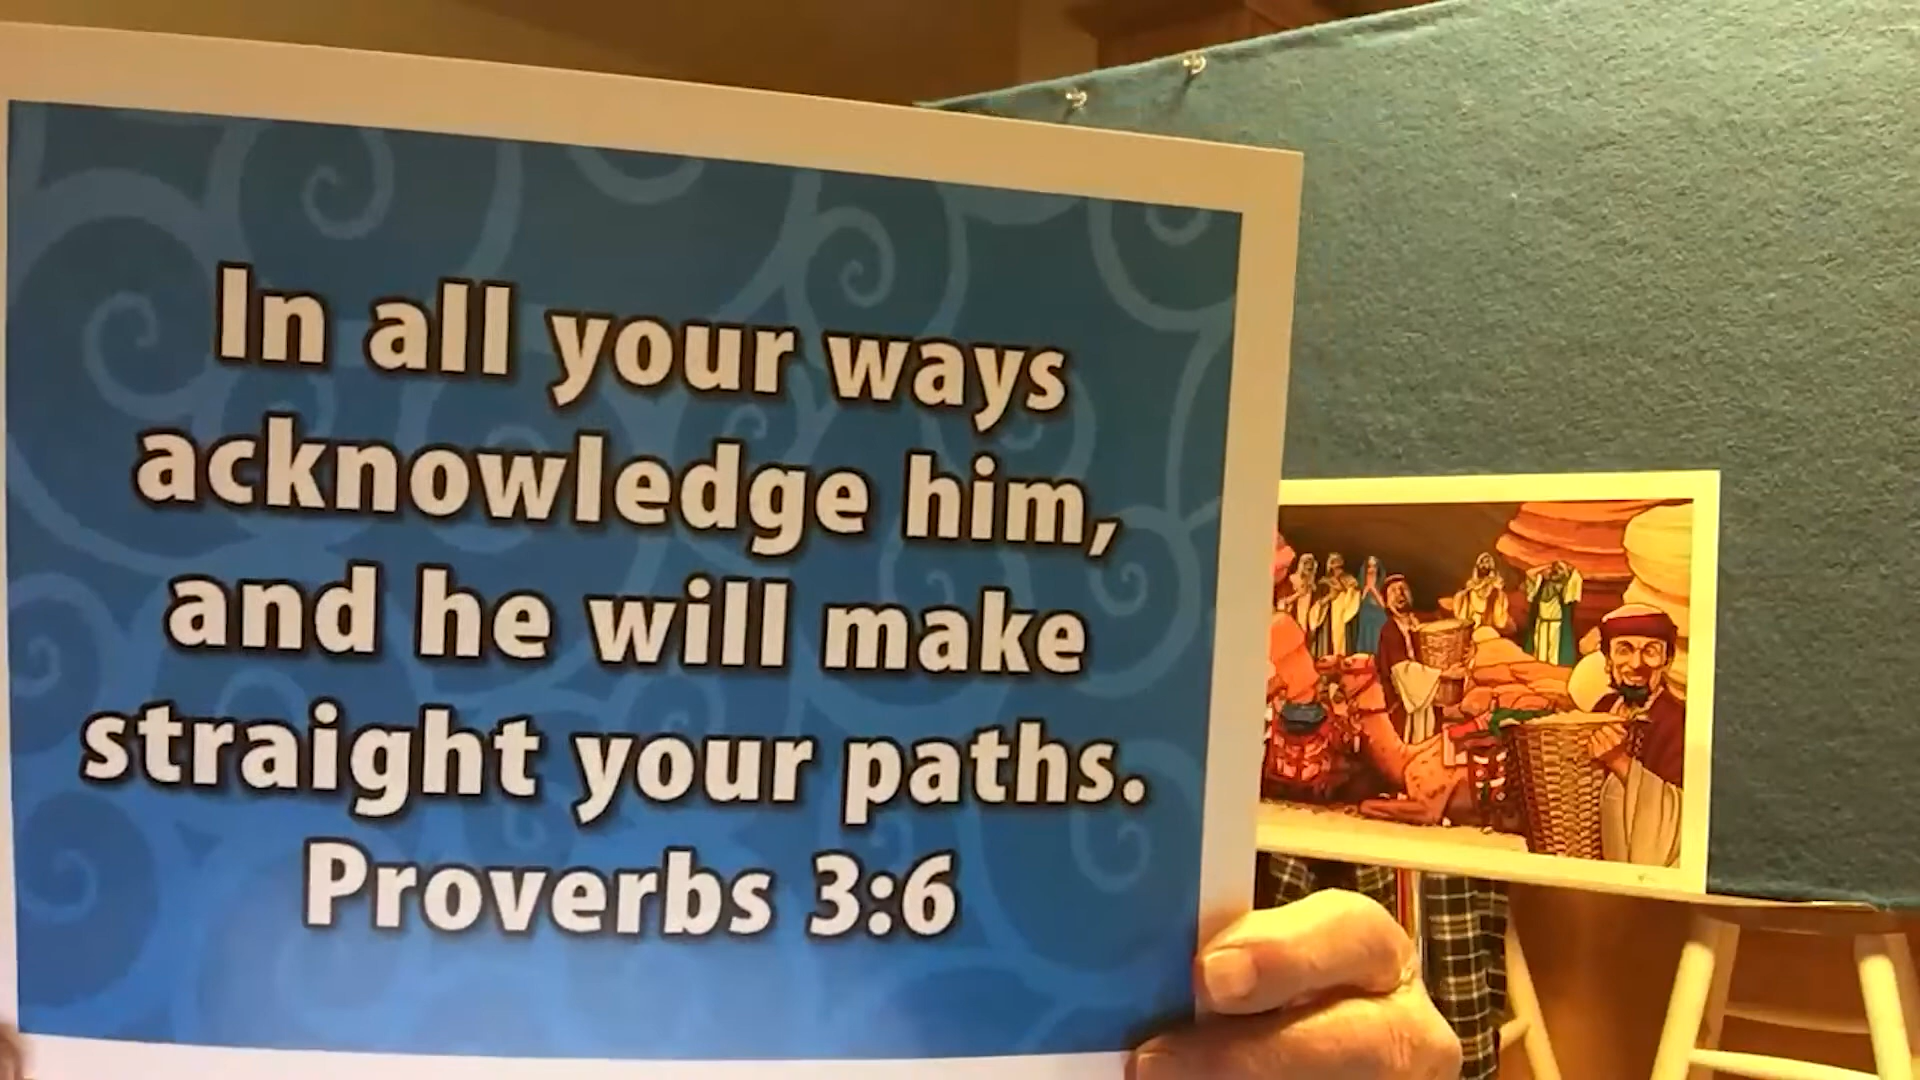 In all your ways
acknowledge him,
and he will make
straight your paths.
Proverbs 3:6